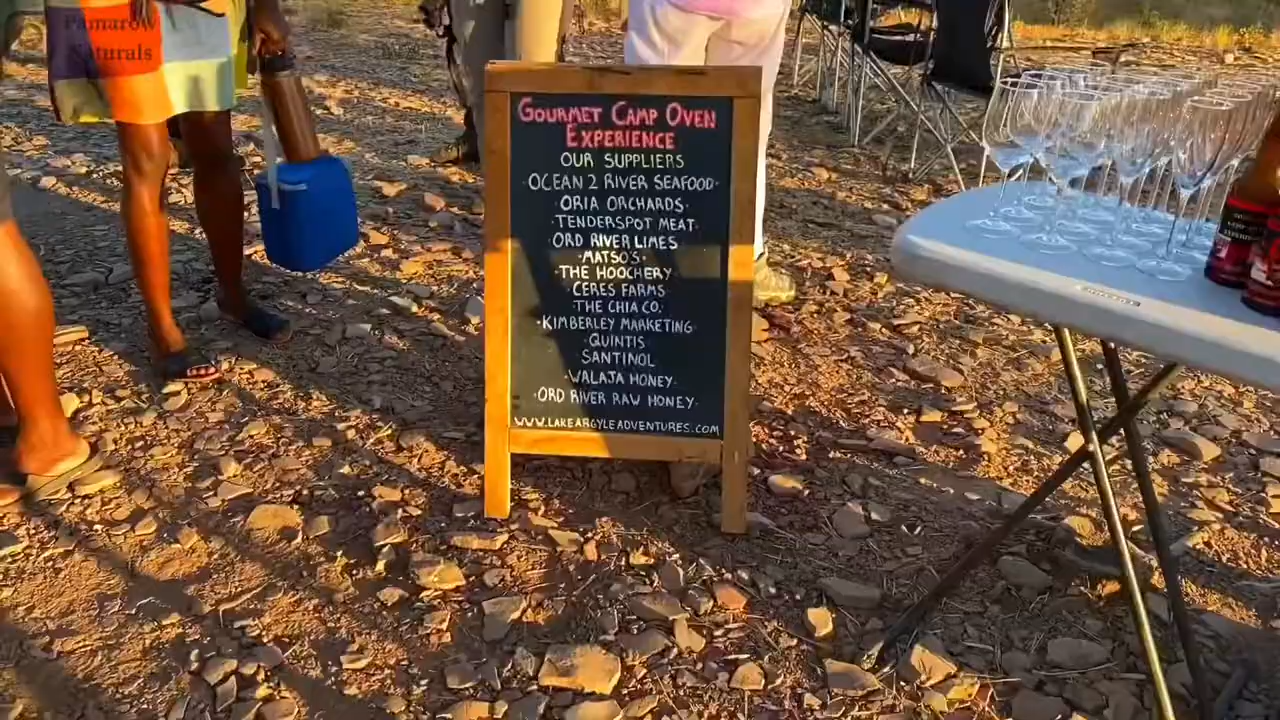 Pamarow
Naturals
GOURMET CAMP OVEN
EXPERIENCE
OUR SUPPLIERS
·OCEAN 2 RIVER SEAFOOD·
·ORIA ORCHARDS·
·TENDERSPOT MEAT·
·ORD RIVER LIMES
·MATSO'S·
·THE HOOCHERY·
CERES FARMS
THE CHIA CO.
·KIMBERLEY MARKETING·
·QUINTIS·
SANTINOL
·WALAJA HONEY·
·ORD RIVER RAW HONEY·
WWW.LAKEARGYLEADVENTURES.COM